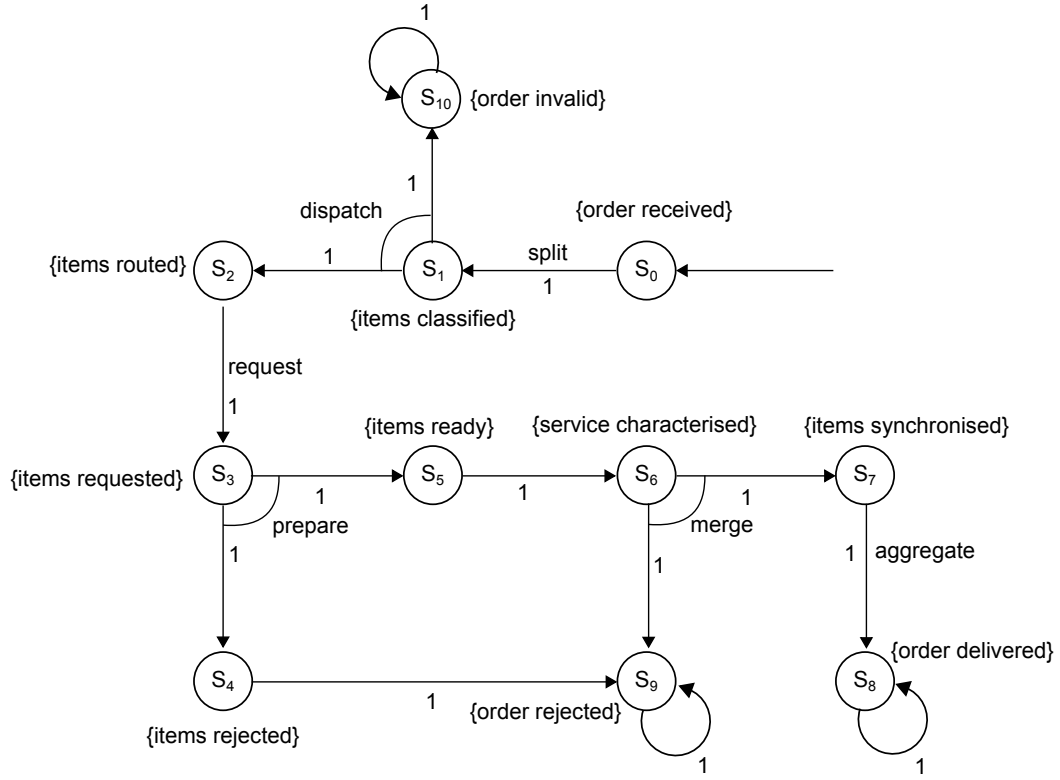 1
S10 {order invalid}
1
dispatch
{order received}
{items routed} S2
1
S1
split
1
S0
{items classified}
request
1
{items ready}
{service characterised}
{items synchronised}
{items requested} S3
1
S5
1
S6
1
S7
prepare
merge
1
1
1 aggregate
{order delivered}
S4
1
S9
S8
{order rejected}
{items rejected}
1
1